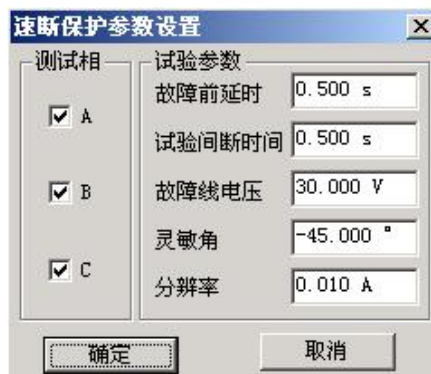 速断保护参数设置
测试相
A
B
C
试验参数
故障前延时 0.500 s
试验间断时间 0.500 s
故障线电压 30.000 V
灵敏角 -45.000 °
分辨率 0.010 A
确定 取消